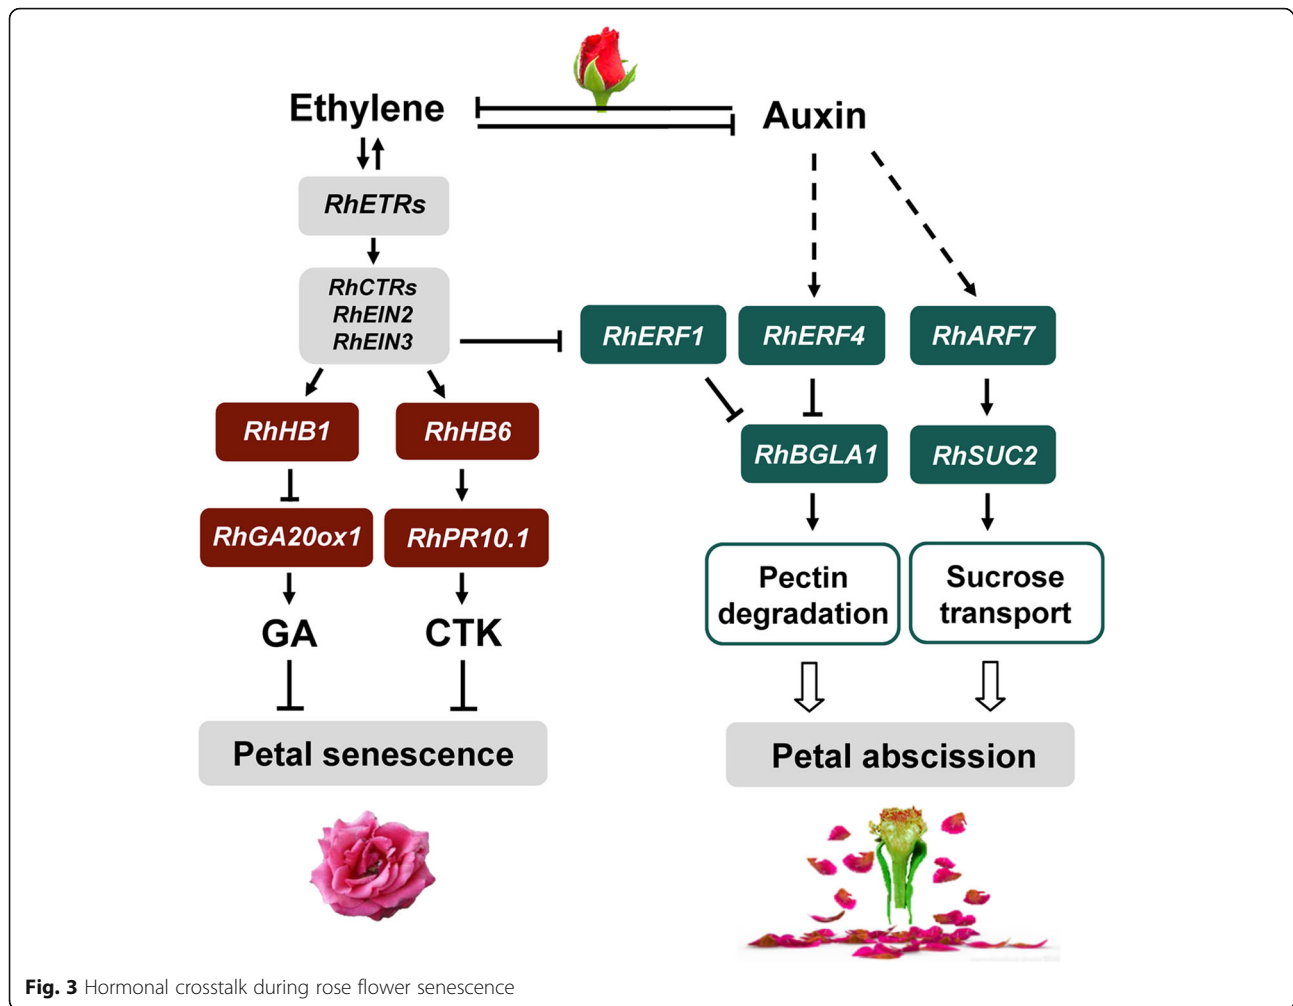 Ethylene
Auxin
RhETRs
RhCTRs
RhEIN2
RhEIN3
RhERF1
RhERF4
RhARF7
RhHB1
RhHB6
RhBGLA1
RhSUC2
RhGA20ox1
RhPR10.1
Pectin
degradation
Sucrose
transport
GA
CTK
Petal senescence
Petal abscission
Fig. 3 Hormonal crosstalk during rose flower senescence